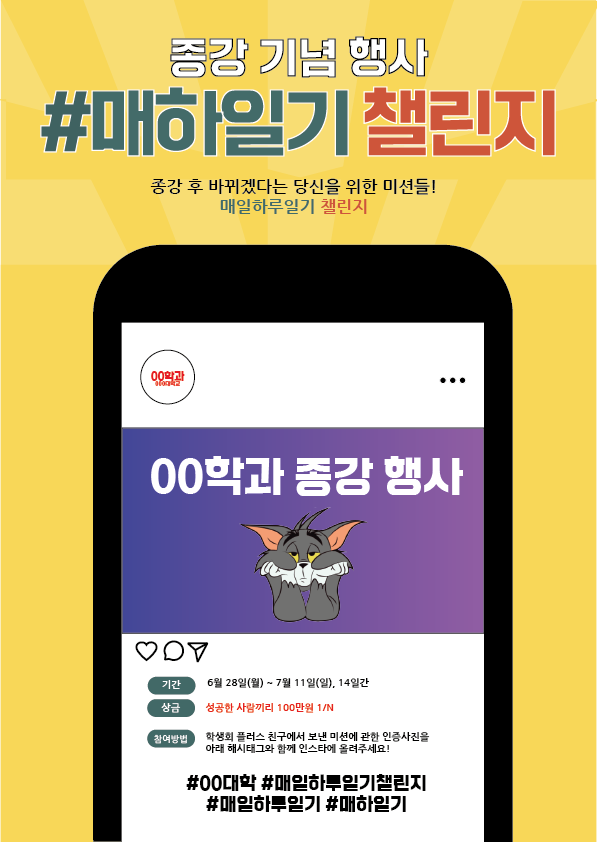 종강 기념 행사
#매하일기 챌린지
종강 후 바뀌겠다는 당신을 위한 미션들!
매일하루일기 챌린지
00학과
000대학교
00학과 종강 행사
기간 6월 28일(월) ~ 7월 11일(일), 14일간
상금 성공한 사람끼리 100만원 1/N
참여방법 학생회 플러스 친구에서 보낸 미션에 관한 인증사진을
아래 해시태그와 함께 인스타에 올려주세요!
#00대학 #매일하루일기챌린지
#매일하루일기 #매하일기